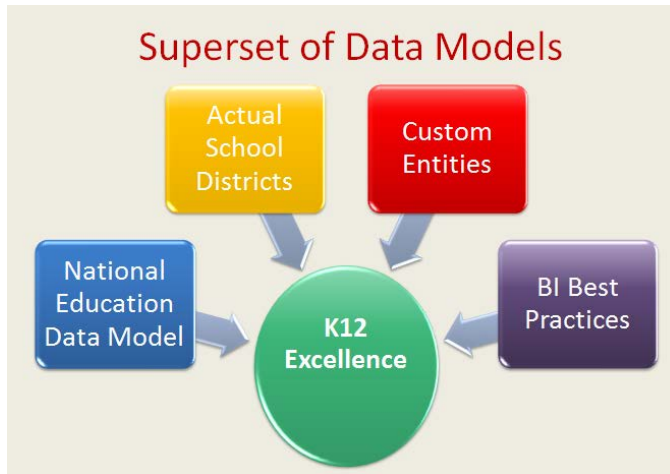 Superset of Data Models
Actual
School
Districts
Custom
Entities
National
Education
Data Model
BI Best
Practices
K12
Excellence